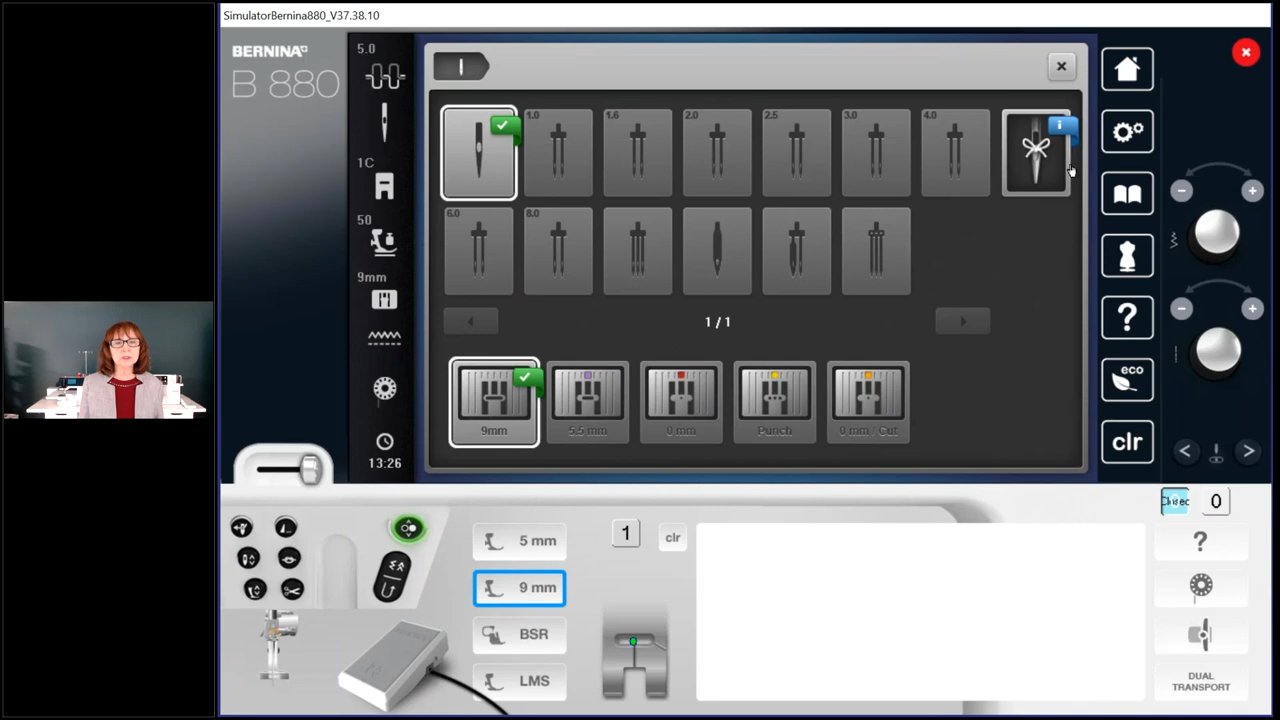 SimulatorBernina880_V37.38.10
BERNINA
B 880
5.0
1C
50
9mm
13:26
1.0
1.6
2.0
2.5
3.0
4.0
i
6.0
8.0
1/1
9mm
5.5 mm
0 mm
Punch
0 mm / Cut
?
eco
clr
0
5 mm
9 mm
BSR
LMS
1
clr
?
DUAL
TRANSPORT